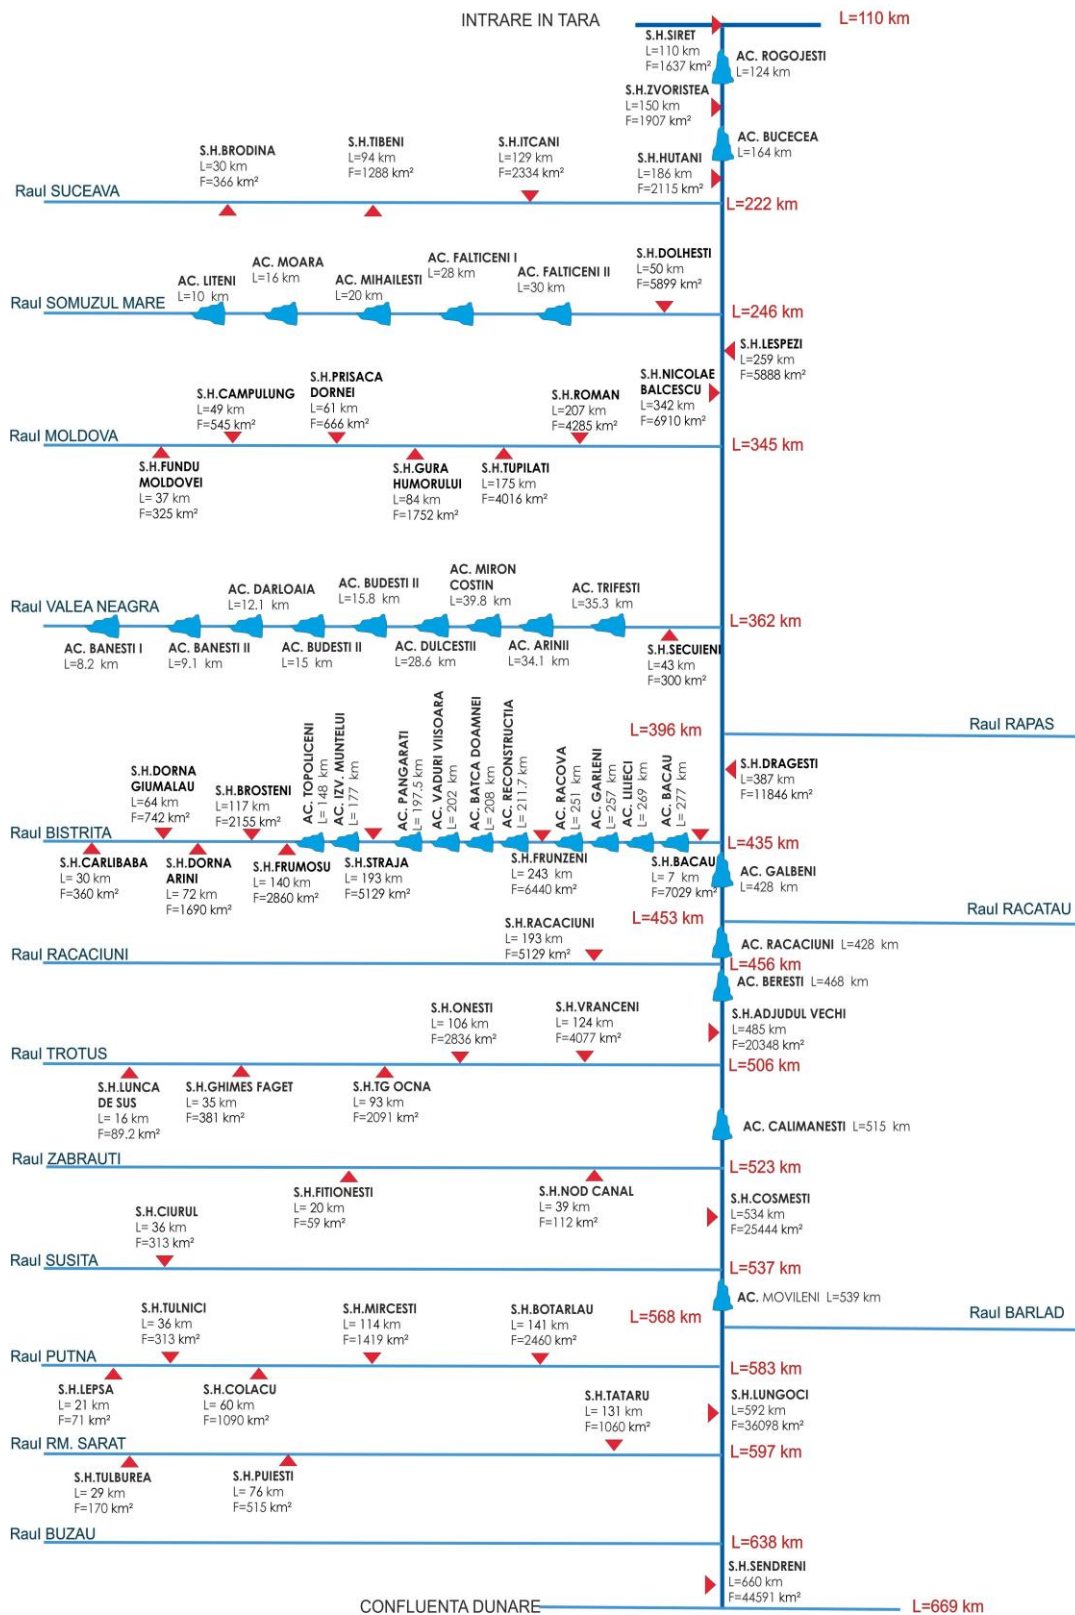 INTRARE IN TARA
L=110 km
S.H.SIRET
L=110 km
F=1637 km²
AC. ROGOJESTI
L=124 km
S.H.ZVORISTEA
L=150 km
F=1907 km²
AC. BUCECEA
L=164 km
S.H.HUTANI
L=186 km
F=2115 km²
S.H.BRODINA
L=30 km
F=366 km²
S.H.TIBENI
L=94 km
F=1288 km²
S.H.ITCANI
L=129 km
F=2334 km²
Raul SUCEAVA
L=222 km
AC. LITENI
L=10 km
AC. MOARA
L=16 km
AC. MIHAILESTI
L=20 km
AC. FALTICENI I
L=28 km
AC. FALTICENI II
L=30 km
S.H.DOLHESTI
L=50 km
F=5899 km²
Raul SOMUZUL MARE
L=246 km
S.H.LESPEZI
L=259 km
F=5888 km²
S.H.NICOLAE
BALCESCU
L=342 km
F=6910 km²
S.H.CAMPULUNG
L=49 km
F=545 km²
S.H.PRISACA
DORNEI
L=61 km
F=666 km²
S.H.ROMAN
L=207 km
F=4285 km²
Raul MOLDOVA
L=345 km
S.H.FUNDU
MOLDOVEI
L= 37 km
F=325 km²
S.H.GURA
HUMORULUI
L=84 km
F=1752 km²
S.H.TUPILATI
L=175 km
F=4016 km²
AC. DARLOAIA
L=12.1 km
AC. BUDESTI II
L=15.8 km
AC. MIRON
COSTIN
L=39.8 km
AC. TRIFESTI
L=35.3 km
Raul VALEA NEAGRA
L=362 km
AC. BANESTI I
L=8.2 km
AC. BANESTI II
L=9.1 km
AC. BUDESTI II
L=15 km
AC. DULCESTII
L=28.6 km
AC. ARINII
L=34.1 km
S.H.SECUIENI
L=43 km
F=300 km²
L=396 km
Raul RAPAS
S.H.DRAGESTI
L=387 km
F=11846 km²
S.H.DORNA
GIUMALAU
L=64 km
F=742 km²
S.H.BROSTENI
L=117 km
F=2155 km²
AC. TOPOLICENI
L= 148 km
AC. IZV. MUNTELUI
L= 177 km
AC. PANGARATI
L= 197.5 km
AC. VADURI VIISOARA
L= 202 km
AC. BATCA DOAMNEI
L= 208 km
AC. RECONSTRUCTIA
L= 211.7 km
AC. RACOVA
L= 251 km
AC. GARLENI
L= 257 km
AC. LILIECI
L= 269 km
AC. BACAU
L= 277 km
Raul BISTRITA
L=435 km
S.H.CARLIBABA
L= 30 km
F=360 km²
S.H.DORNA
ARINI
L= 72 km
F=1690 km²
S.H.FRUMOSU
L= 140 km
F=2860 km²
S.H.STRAJA
L= 193 km
F=5129 km²
S.H.FRUNZENI
L= 243 km
F=6440 km²
S.H.BACAU
L= 7 km
F=7029 km²
AC. GALBENI
L=428 km
L=453 km
Raul RACATAU
S.H.RACACIUNI
L= 193 km
F=5129 km²
AC. RACACIUNI L=428 km
Raul RACACIUNI
L=456 km
AC. BERESTI L=468 km
S.H.ADJUDUL VECHI
L=485 km
F=20348 km²
S.H.ONESTI
L= 106 km
F=2836 km²
S.H.VRANCENI
L= 124 km
F=4077 km²
Raul TROTUS
L=506 km
S.H.LUNCA
DE SUS
L= 16 km
F=89.2 km²
S.H.GHIMES FAGET
L= 35 km
F=381 km²
S.H.TG OCNA
L= 93 km
F=2091 km²
AC. CALIMANESTI L=515 km
Raul ZABRAUTI
L=523 km
S.H.FITIONESTI
L= 20 km
F=59 km²
S.H.NOD CANAL
L= 39 km
F=112 km²
S.H.COSMESTI
L=534 km
F=25444 km²
S.H.CIURUL
L= 36 km
F=313 km²
Raul SUSITA
L=537 km
AC. MOVILENI L=539 km
L=568 km
Raul BARLAD
S.H.TULNICI
L= 36 km
F=313 km²
S.H.MIRCESTI
L= 114 km
F=1419 km²
S.H.BOTARLAU
L= 141 km
F=2460 km²
Raul PUTNA
L=583 km
S.H.LEPSA
L= 21 km
F=71 km²
S.H.COLACU
L= 60 km
F=1090 km²
S.H.TATARU
L= 131 km
F=1060 km²
S.H.LUNGOCI
L=592 km
F=36098 km²
Raul RM. SARAT
L=597 km
S.H.TULBUREA
L= 29 km
F=170 km²
S.H.PUIESTI
L= 76 km
F=515 km²
Raul BUZAU
L=638 km
S.H.SENDRENI
L=660 km
F=44591 km²
CONFLUENTA DUNARE
L=669 km